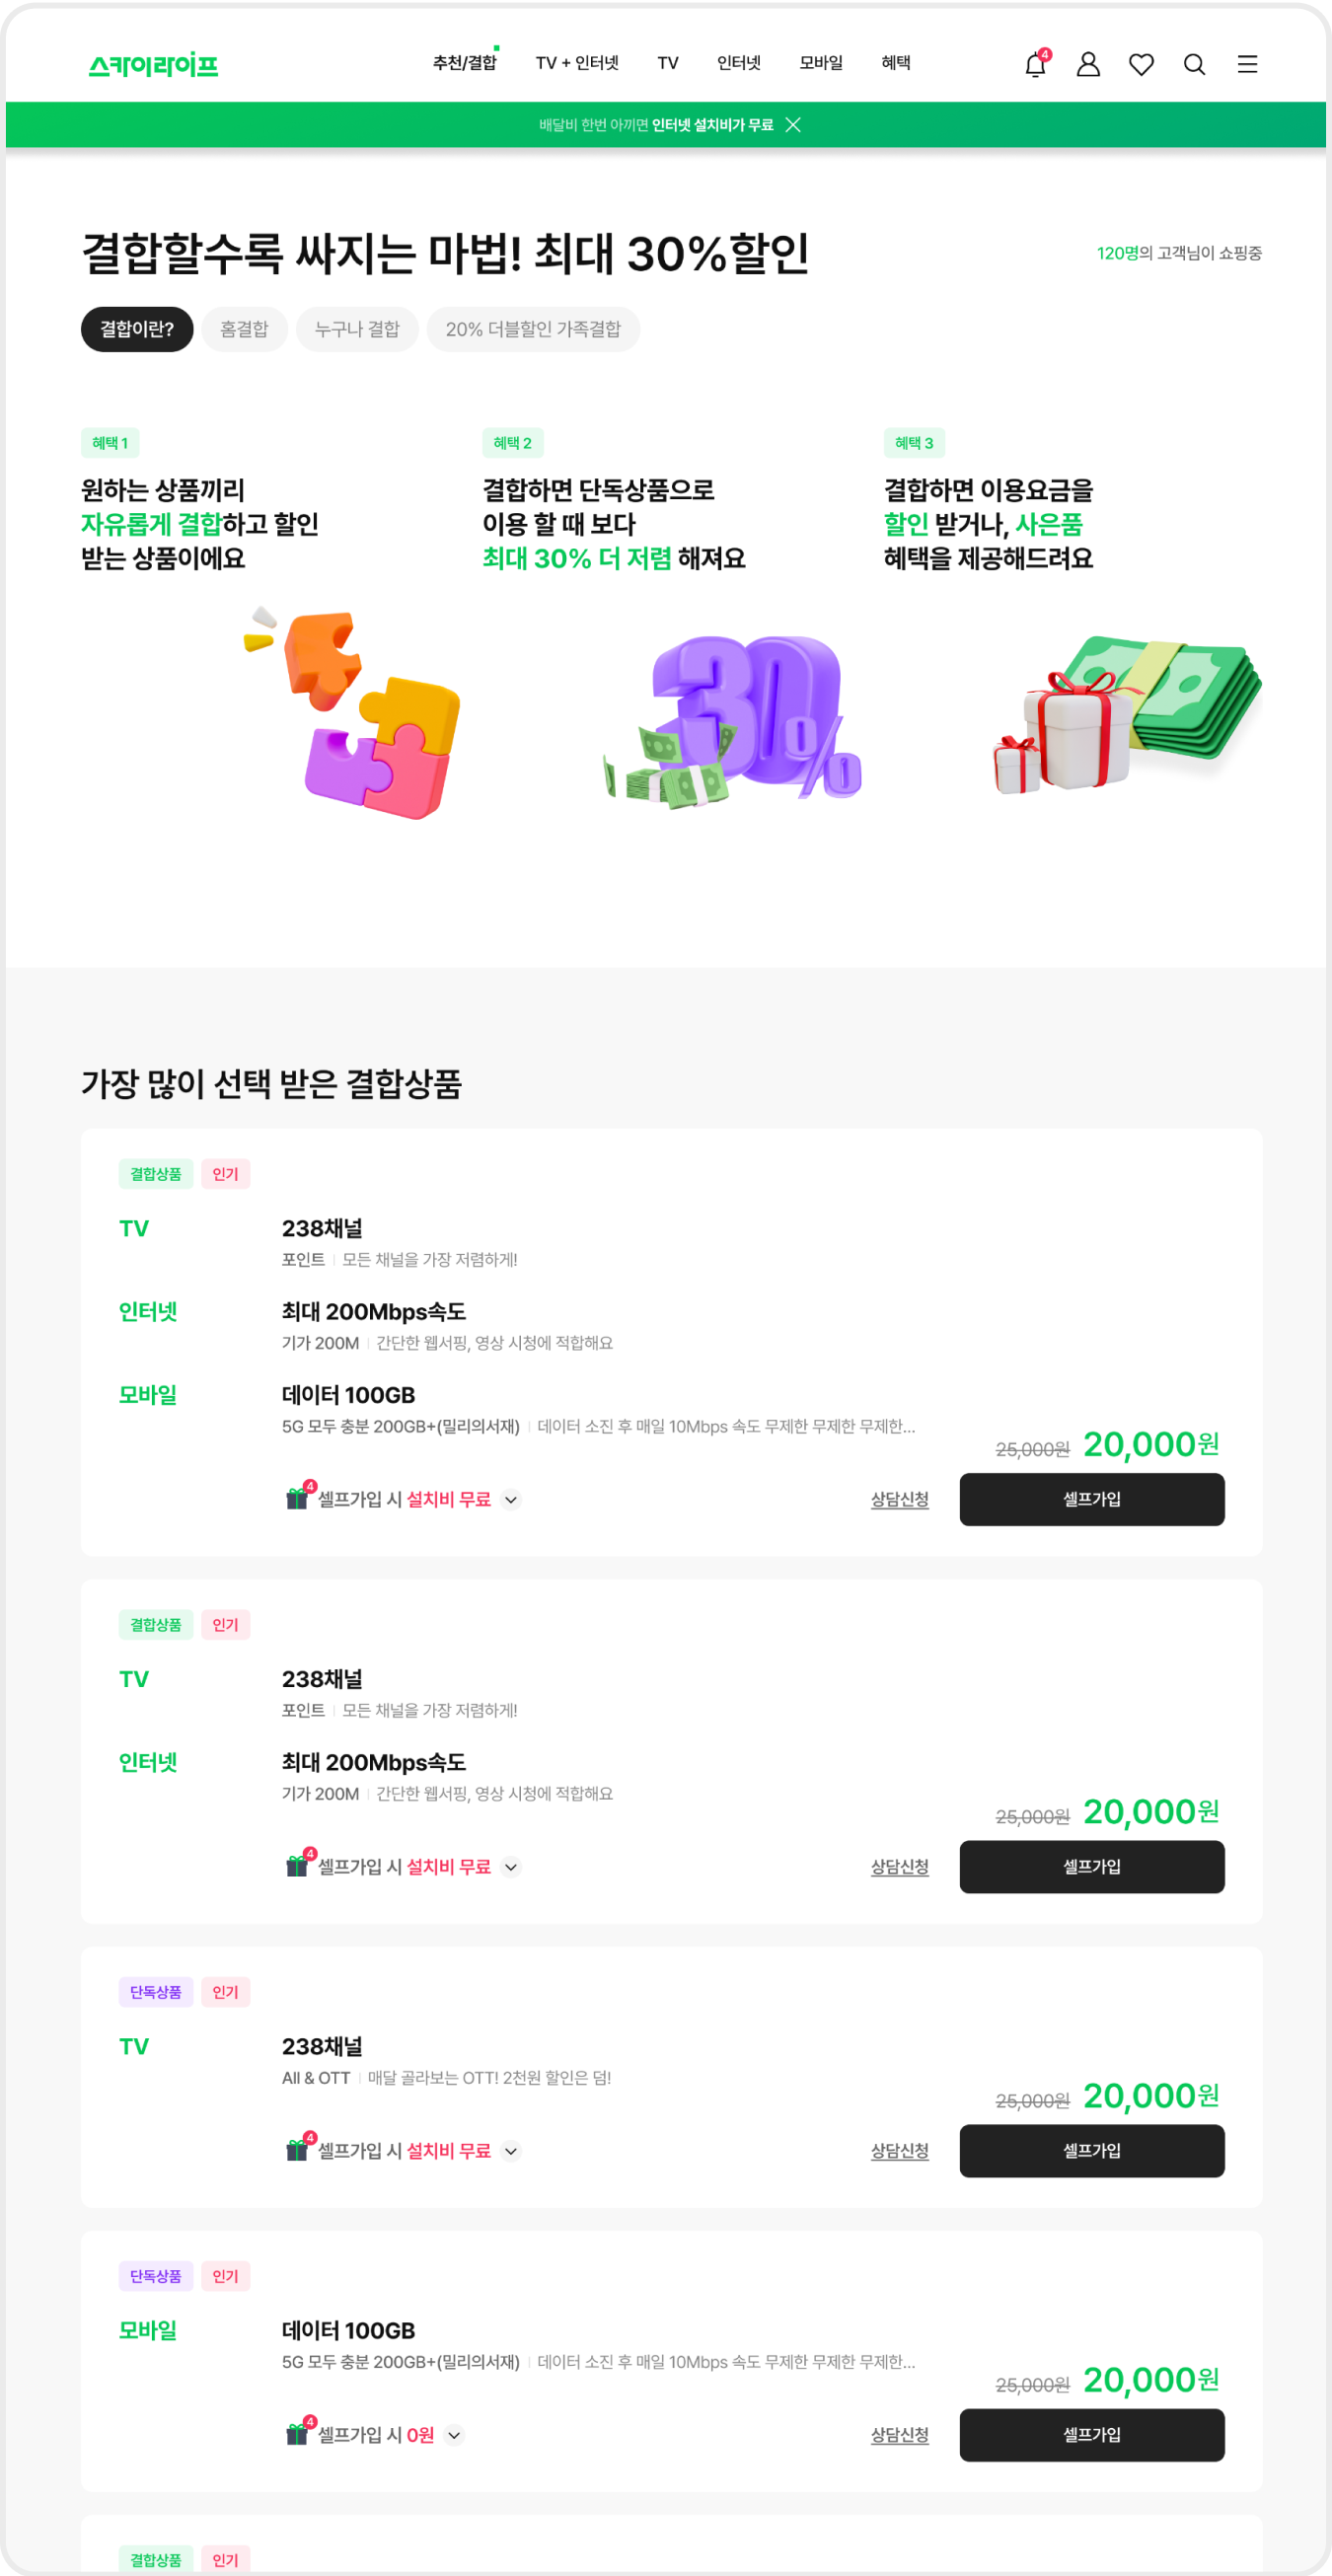 스카이라이프
추천/결합 TV + 인터넷 TV 인터넷 모바일 혜택
4
배달비 한번 아끼면 인터넷 설치비가 무료
결합할수록 싸지는 마법! 최대 30%할인
120명의 고객님이 쇼핑중
결합이란? 홈결합 누구나 결합 20% 더블할인 가족결합
혜택 1
원하는 상품끼리
자유롭게 결합하고 할인
받는 상품이에요
혜택 2
결합하면 단독상품으로
이용 할 때 보다
최대 30% 더 저렴 해져요
30%
혜택 3
결합하면 이용요금을
할인 받거나, 사은품
혜택을 제공해드려요
가장 많이 선택 받은 결합상품
결합상품 인기
TV 238채널
포인트 모든 채널을 가장 저렴하게!
인터넷 최대 200Mbps속도
기가 200M 간단한 웹서핑, 영상 시청에 적합해요
모바일 데이터 100GB
5G 모두 충분 200GB+(밀리의서재) 데이터 소진 후 매일 10Mbps 속도 무제한 무제한 무제한...
25,000원 20,000원
4 셀프가입 시 설치비 무료 상담신청 셀프가입
결합상품 인기
TV 238채널
포인트 모든 채널을 가장 저렴하게!
인터넷 최대 200Mbps속도
기가 200M 간단한 웹서핑, 영상 시청에 적합해요
25,000원 20,000원
4 셀프가입 시 설치비 무료 상담신청 셀프가입
단독상품 인기
TV 238채널
All & OTT 매달 골라보는 OTT! 2천원 할인은 덤!
25,000원 20,000원
4 셀프가입 시 설치비 무료 상담신청 셀프가입
단독상품 인기
모바일 데이터 100GB
5G 모두 충분 200GB+(밀리의서재) 데이터 소진 후 매일 10Mbps 속도 무제한 무제한 무제한...
25,000원 20,000원
4 셀프가입 시 0원 상담신청 셀프가입
결합상품 인기